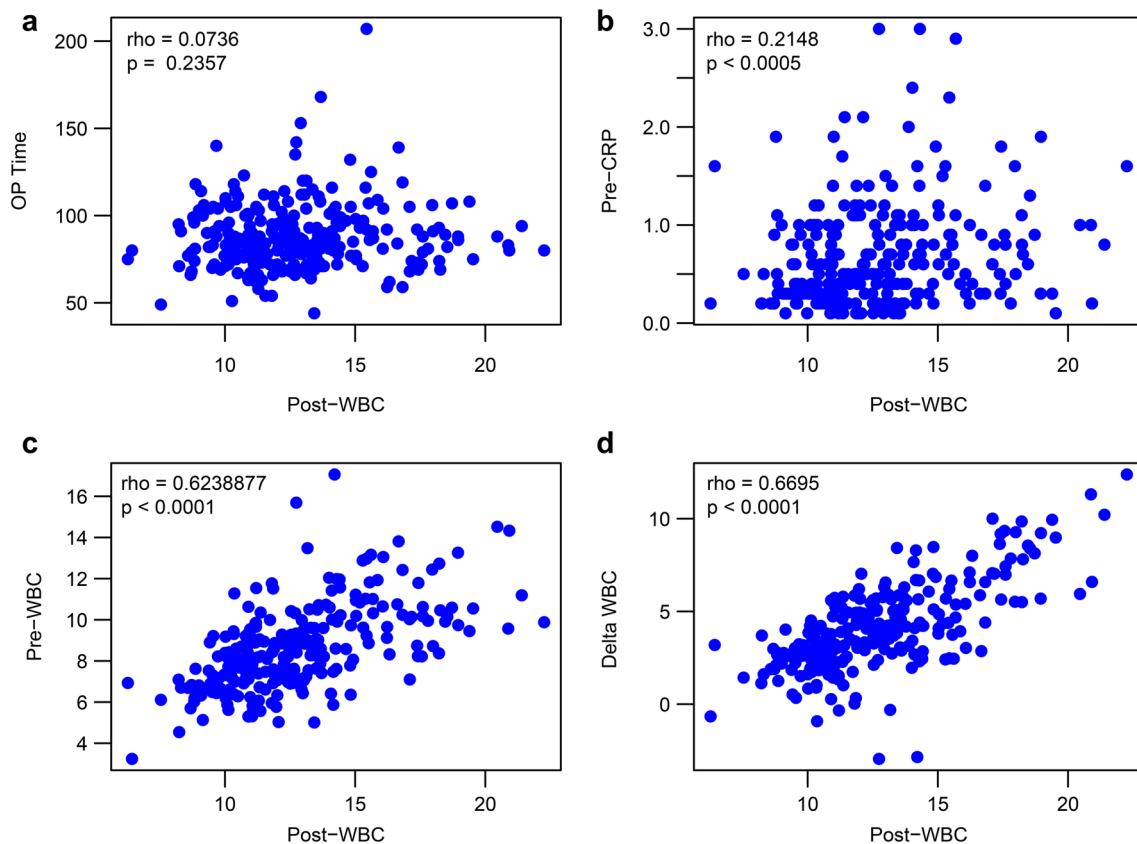 a
rho = 0.0736
p =  0.2357
OP Time
200
150
100
50
10
15
20
Post−WBC
b
rho = 0.2148
p < 0.0005
Pre−CRP
3.0
2.0
1.0
0.0
10
15
20
Post−WBC
c
rho = 0.6238877
p < 0.0001
Pre−WBC
16
14
12
10
8
6
4
10
15
20
Post−WBC
d
rho = 0.6695
p < 0.0001
Delta WBC
10
5
0
10
15
20
Post−WBC